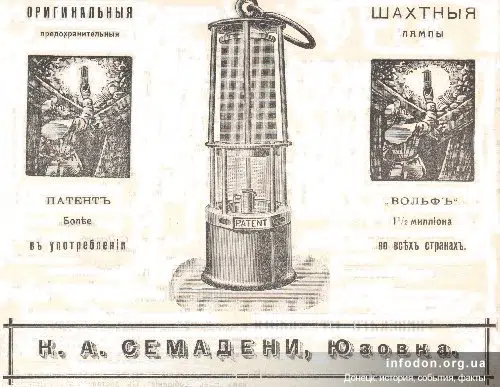 ОРИГИНАЛЬНЫЯ
предохранительныя
ШАХТНЫЯ
лампы
ПАТЕНТЪ
Болѣе
въ употребленіи
PATENT
„ВОЛЬФЪ“
1½ милліона
во всѣхъ странахъ.
Н. А. СЕМАДЕНИ, Юзовка.
infodon.org.ua
Донецк: история, события, факты